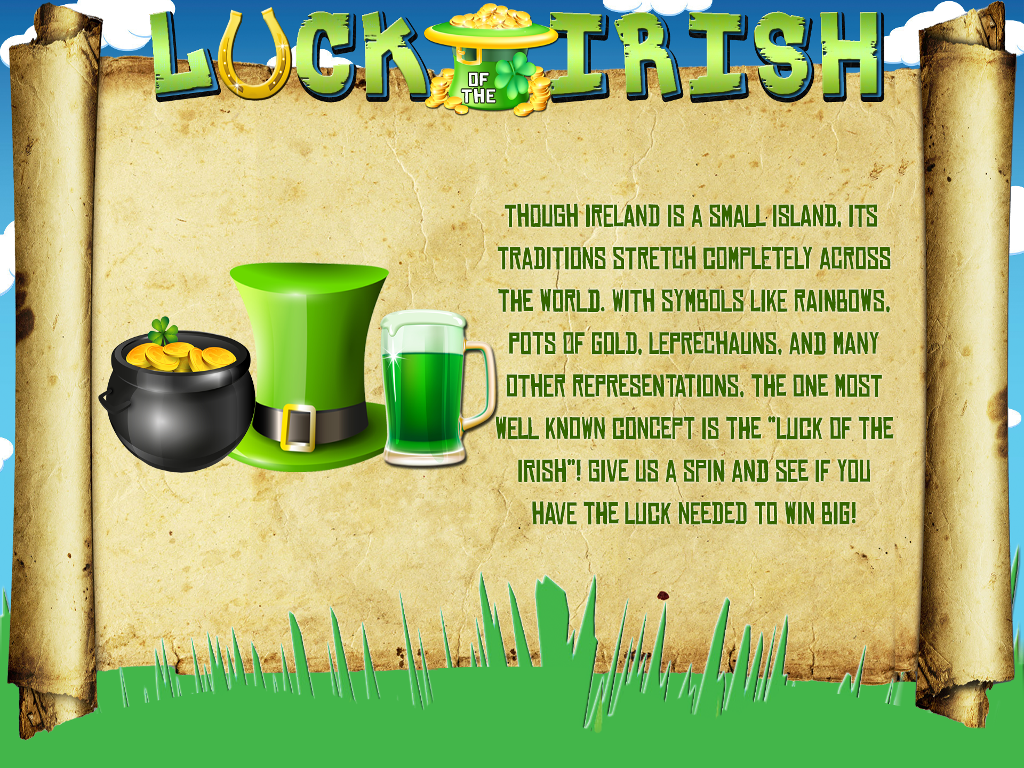 LUCK OF THE IRISH
THOUGH IRELAND IS A SMALL ISLAND, ITS
TRADITIONS STRETCH COMPLETELY ACROSS
THE WORLD. WITH SYMBOLS LIKE RAINBOWS,
POTS OF GOLD, LEPRECHAUNS, AND MANY
OTHER REPRESENTATIONS, THE ONE MOST
WELL KNOWN CONCEPT IS THE "LUCK OF THE
IRISH"! GIVE US A SPIN AND SEE IF YOU
HAVE THE LUCK NEEDED TO WIN BIG!